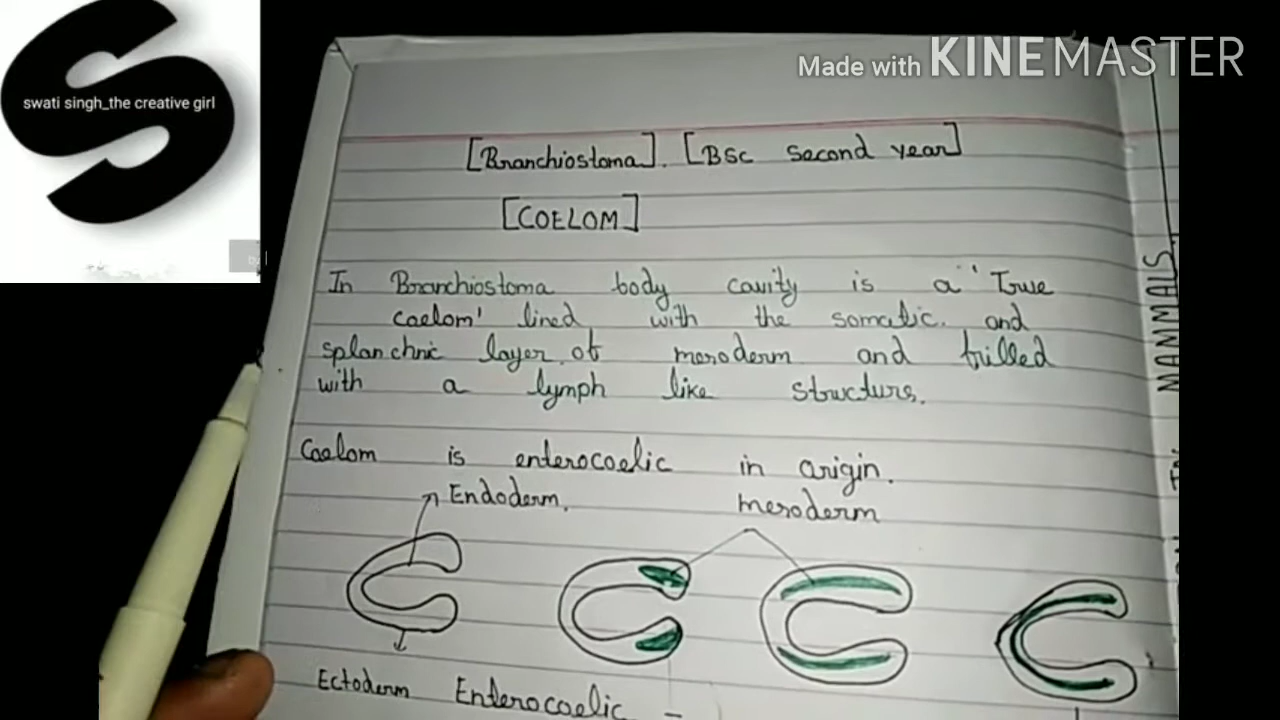 swati singh_the creative girl
Made with KINEMASTER
[Branchiostoma]. [BSc second year]
[COELOM]
In Branchiostoma body cavity is a 'True
coelom' lined with the somatic. and
splanchnic layer of mesoderm and frilled
with a lymph like structure.
Coelom is enterocoelic in origin.
Endoderm. mesoderm
Ectoderm Enterocoelic -
MAMMALS